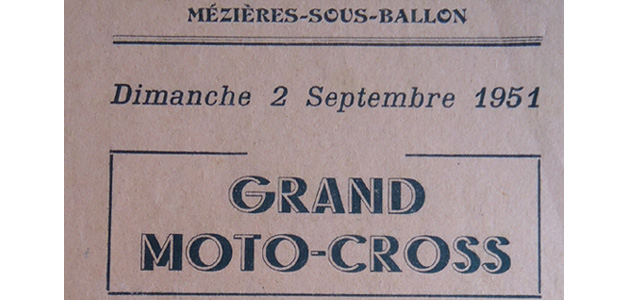 MÉZIÈRES-SOUS-BALLON
Dimanche 2 Septembre 1951
GRAND
MOTO-CROSS